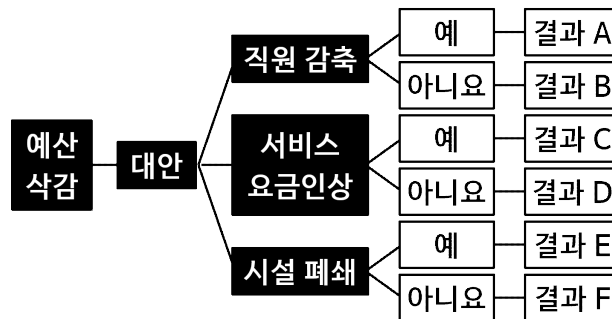 예산
삭감
대안
직원 감축
예
결과 A
아니요
결과 B
서비스
요금인상
예
결과 C
아니요
결과 D
시설 폐쇄
예
결과 E
아니요
결과 F